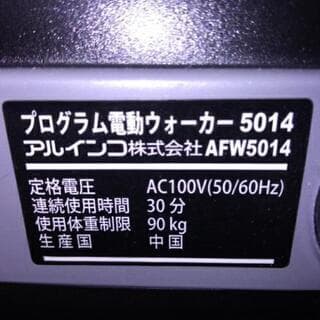 プログラム電動ウォーカー 5014
アルインコ株式会社 AFW5014
定格電圧 AC100V(50/60Hz)
連続使用時間 30 分
使用体重制限 90 kg
生産国 中国